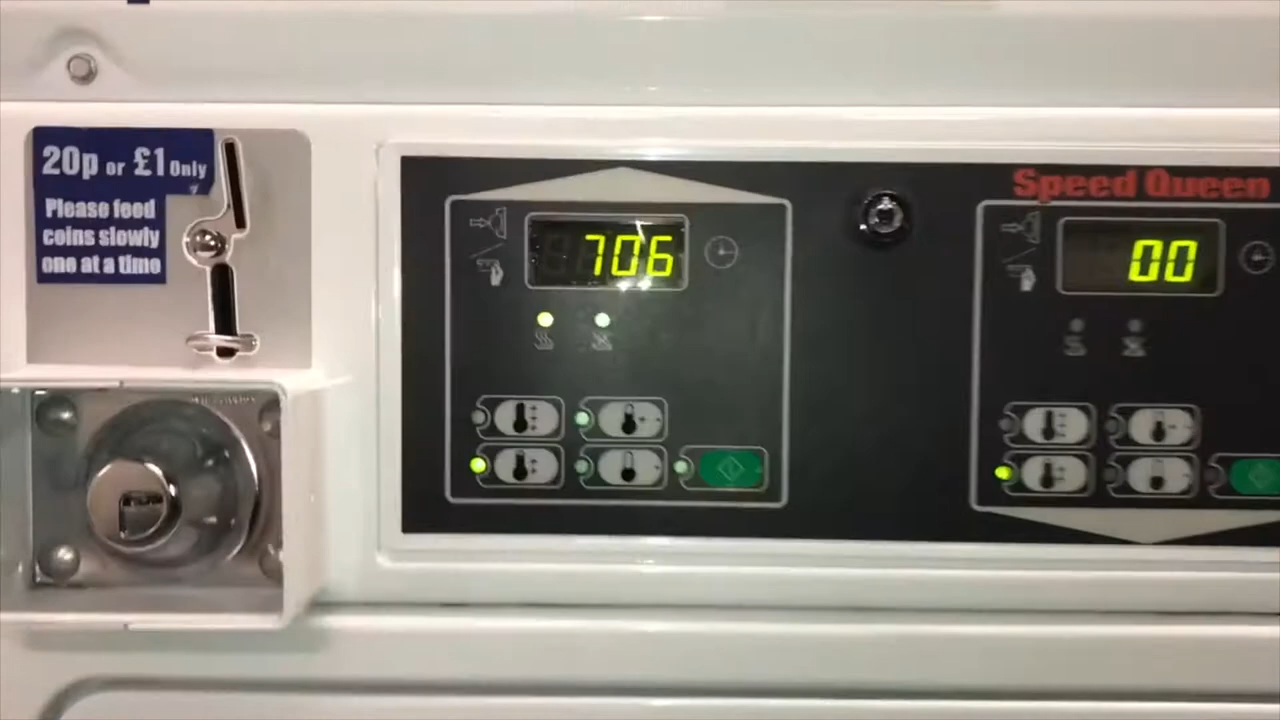 20p or £1 Only
Please feed
coins slowly
one at a time
706
Speed Queen
00